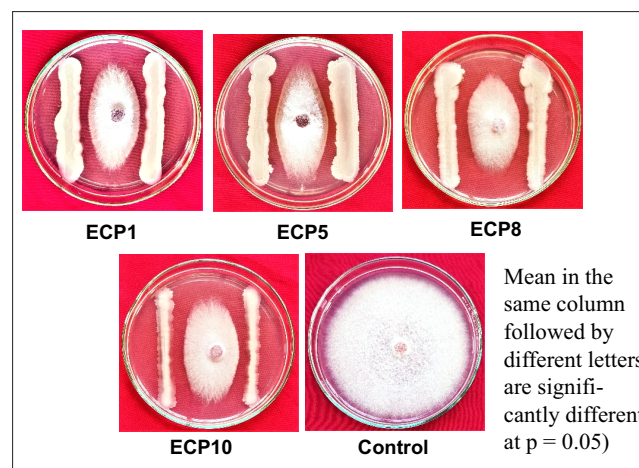 ECP1
ECP5
ECP8
ECP10
Control
Mean in the
same column
followed by
different letters
are signifi-
cantly different
at p = 0.05)